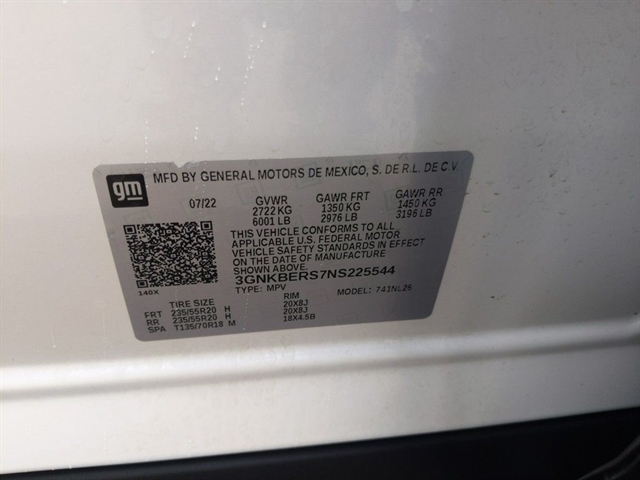 gm
MFD BY GENERAL MOTORS DE MEXICO, S. DE R.L. DE C.V.
07/22 GVWR GAWR FRT GAWR RR
2722 KG 1350 KG 1450 KG
6001 LB 2976 LB 3196 LB
THIS VEHICLE CONFORMS TO ALL
APPLICABLE U.S. FEDERAL MOTOR
VEHICLE SAFETY STANDARDS IN EFFECT
ON THE DATE OF MANUFACTURE
SHOWN ABOVE.
3GNKBERS7NS225544
140X TYPE: MPV MODEL: 741NL26
TIRE SIZE RIM
FRT 235/55R20 H 20X8J
RR 235/55R20 H 20X8J
SPA T135/70R18 M 18X4.5B